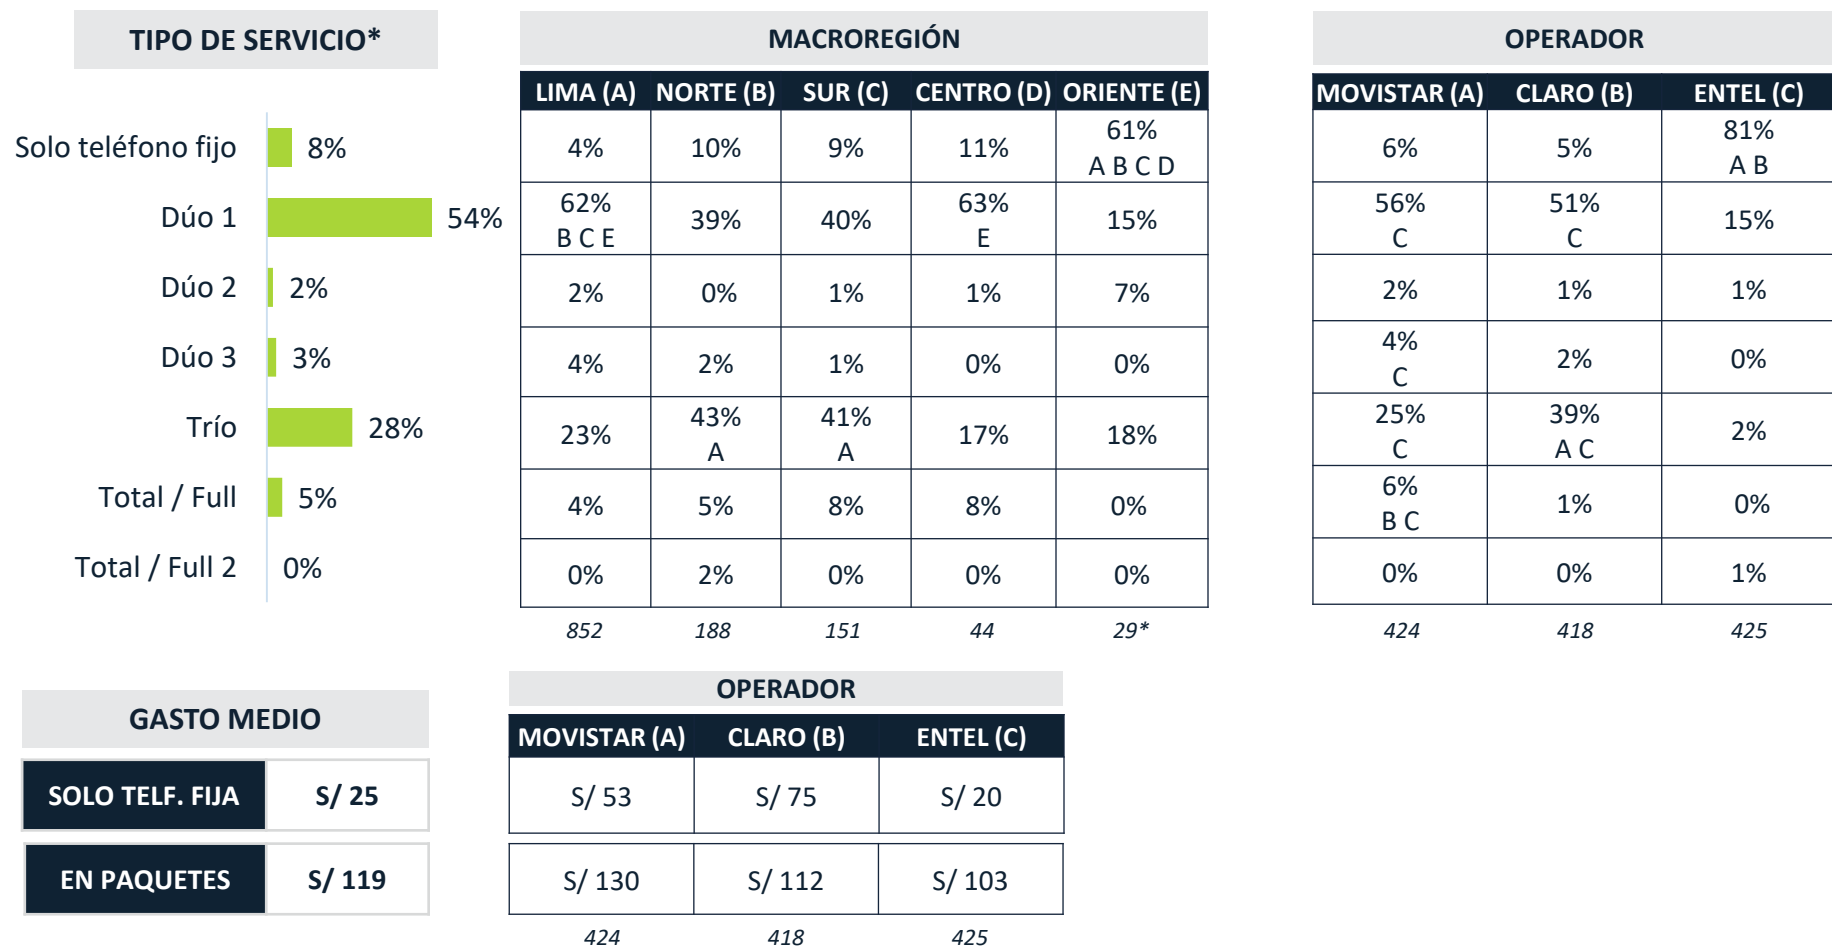 TIPO DE SERVICIO*
MACROREGIÓN
OPERADOR
LIMA (A) NORTE (B) SUR (C) CENTRO (D) ORIENTE (E)
MOVISTAR (A) CLARO (B) ENTEL (C)
Solo teléfono fijo 8% 4% 10% 9% 11% 61% 6% 5% 81%
A B C D A B
Dúo 1 54% 62% 39% 40% 63% 15% 56% 51% 15%
B C E E C C
Dúo 2 2% 2% 0% 1% 1% 7% 2% 1% 1%
Dúo 3 3% 4% 2% 1% 0% 0% 4% 2% 0%
C
Trío 28% 23% 43% 41% 17% 18% 25% 39% 2%
A A C A C
Total / Full 5% 4% 5% 8% 8% 0% 6% 1% 0%
B C
Total / Full 2 0% 0% 2% 0% 0% 0% 0% 0% 1%
852 188 151 44 29* 424 418 425
GASTO MEDIO
OPERADOR
MOVISTAR (A) CLARO (B) ENTEL (C)
SOLO TELF. FIJA S/ 25 S/ 53 S/ 75 S/ 20
EN PAQUETES S/ 119 S/ 130 S/ 112 S/ 103
424 418 425